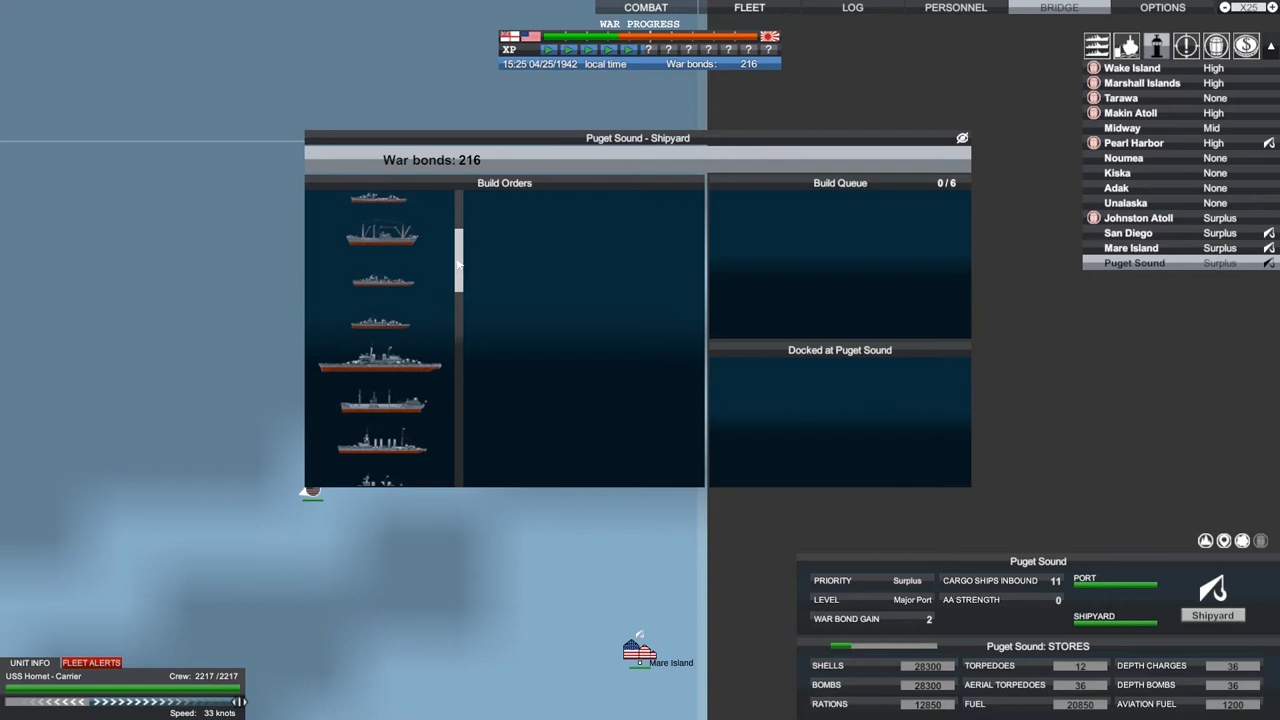 COMBAT FLEET LOG PERSONNEL BRIDGE OPTIONS X25
WAR PROGRESS
XP ? ? ? ? ? ? ?
15:25 04/25/1942 local time War bonds: 216
Wake Island High
Marshall Islands High
Tarawa None
Makin Atoll High
Midway Mid
Pearl Harbor High
Noumea None
Kiska None
Adak None
Unalaska None
Johnston Atoll Surplus
San Diego Surplus
Mare Island Surplus
Puget Sound Surplus
Puget Sound - Shipyard
War bonds: 216
Build Orders
Build Queue 0 / 6
Docked at Puget Sound
Mare Island
Puget Sound
PRIORITY Surplus CARGO SHIPS INBOUND 11 PORT
LEVEL Major Port AA STRENGTH 0
WAR BOND GAIN 2 SHIPYARD Shipyard
Puget Sound: STORES
SHELLS 28300 TORPEDOES 12 DEPTH CHARGES 36
BOMBS 28300 AERIAL TORPEDOES 36 DEPTH BOMBS 36
RATIONS 12850 FUEL 20850 AVIATION FUEL 1200
UNIT INFO FLEET ALERTS
USS Hornet - Carrier Crew: 2217 /2217
Speed: 33 knots